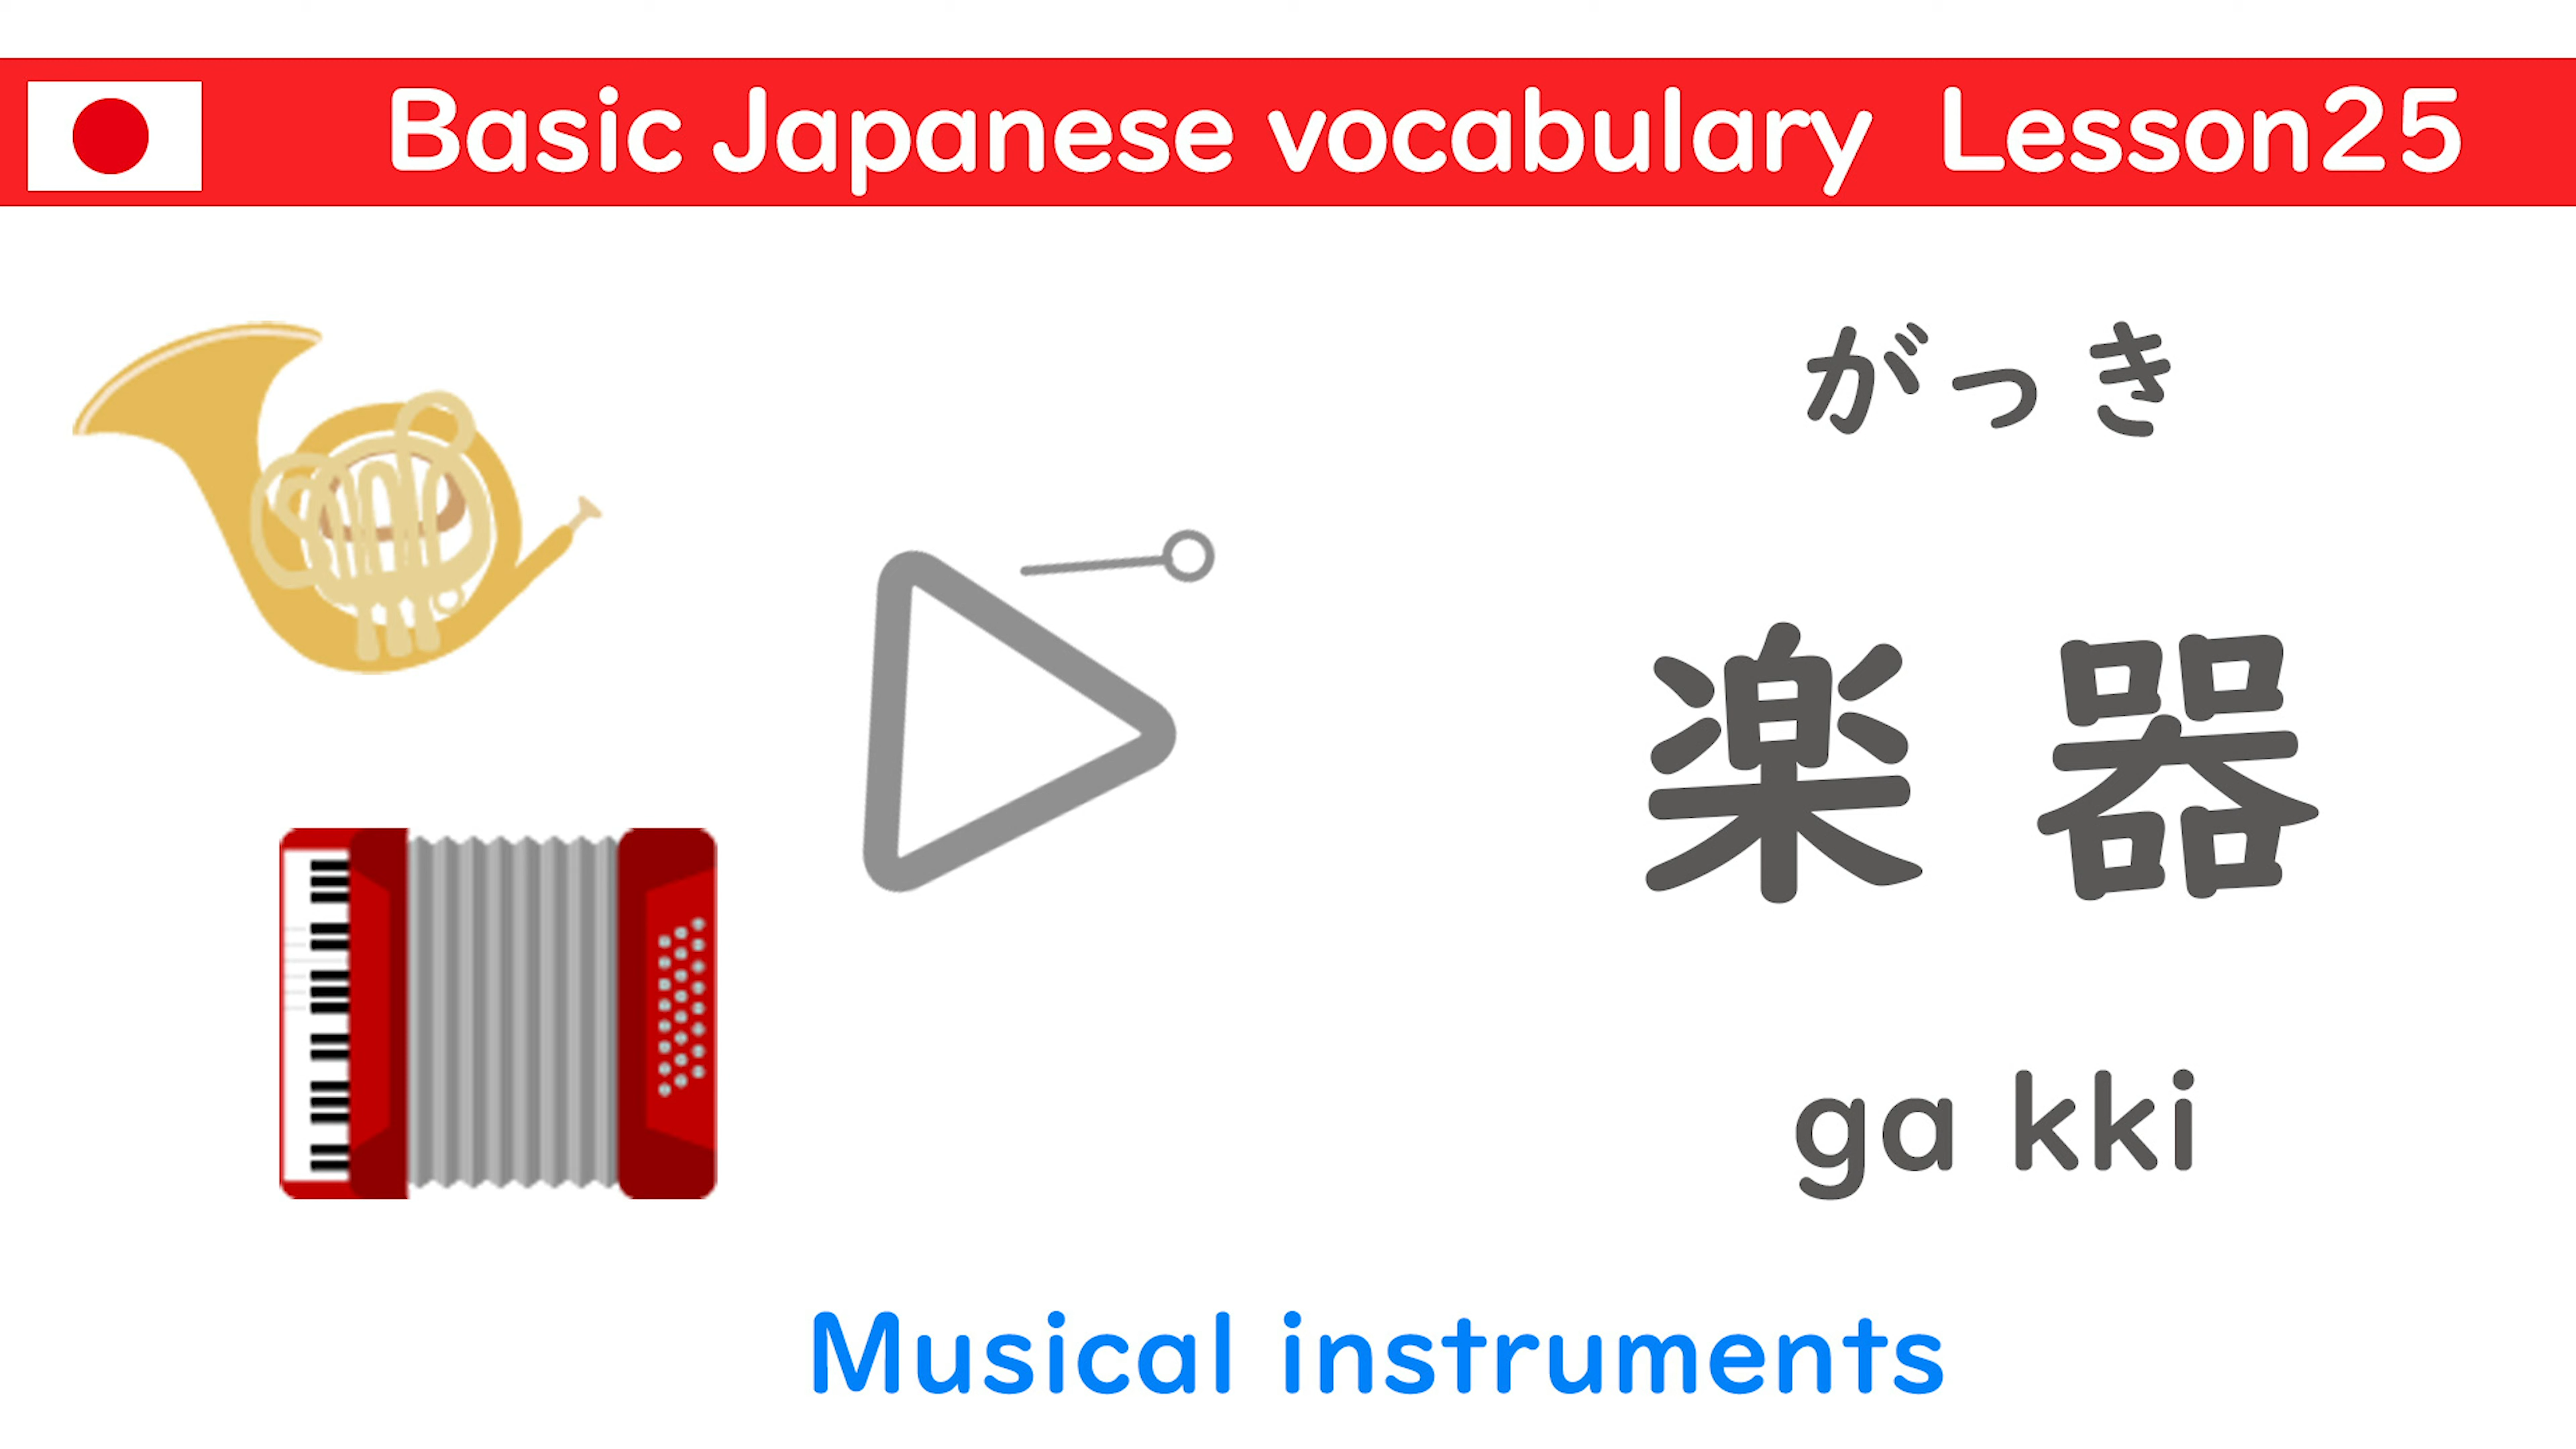 Basic Japanese vocabulary Lesson25
がっき
楽器
ga kki
Musical instruments